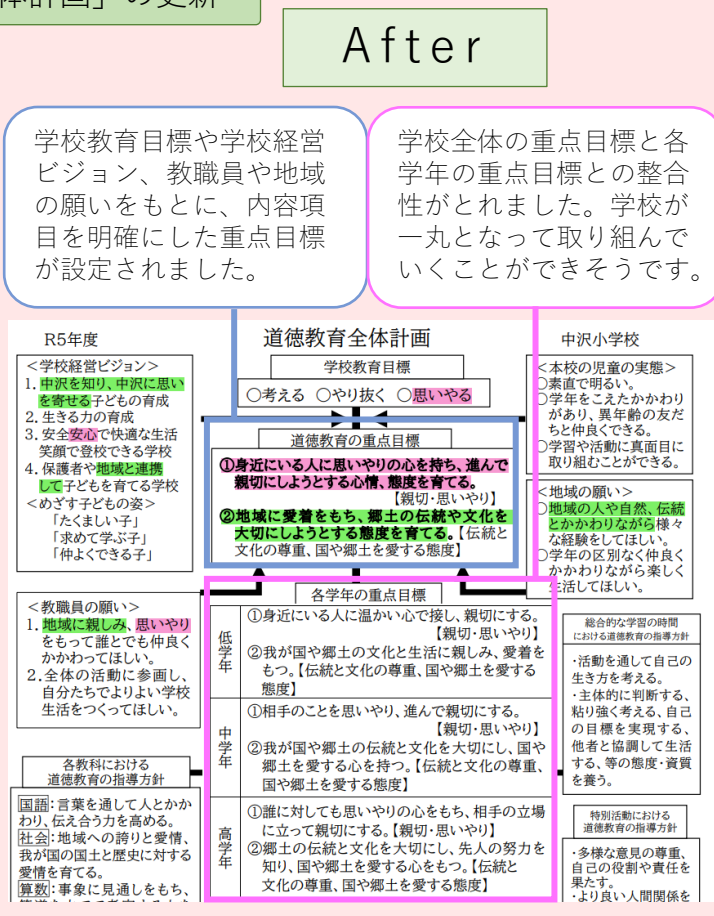 体計画」の更新
After
学校教育目標や学校経営
ビジョン、教職員や地域
の願いをもとに、内容項
目を明確にした重点目標
が設定されました。
学校全体の重点目標と各
学年の重点目標との整合
性がとれました。学校が
一丸となって取り組んで
いくことができそうです。
R5年度
道徳教育全体計画
中沢小学校
<学校経営ビジョン>
1. 中沢を知り、中沢に思い
を寄せる子どもの育成
2. 生きる力の育成
3. 安全安心で快適な生活
笑顔で登校できる学校
4. 保護者や地域と連携
して子どもを育てる学校
<めざす子どもの姿>
「たくましい子」
「求めて学ぶ子」
「仲よくできる子」
学校教育目標
○考える ○やり抜く ○思いやる
道徳教育の重点目標
①身近にいる人に思いやりの心を持ち、進んで
親切にしようとする心情、態度を育てる。
【親切・思いやり】
②地域に愛着をもち、郷土の伝統や文化を
大切にしようとする態度を育てる。【伝統と
文化の尊重、国や郷土を愛する態度】
<本校の児童の実態>
○素直で明るい。
○学年をこえたかかわり
があり、異年齢の友だ
ちと仲良くできる。
○学習や活動に真面目に
取り組むことができる。
<地域の願い>
○地域の人や自然、伝統
とかかわりながら様々
な経験をしてほしい。
○学年の区別なく仲良く
かかわりながら楽しく
生活してほしい。
<教職員の願い>
1. 地域に親しみ、思いやり
をもって誰とでも仲良く
かかわってほしい。
2. 全体の活動に参画し、
自分たちでよりよい学校
生活をつくってほしい。
各学年の重点目標
低学年
①身近にいる人に温かい心で接し、親切にする。
【親切・思いやり】
②我が国や郷土の文化と生活に親しみ、愛着を
もつ。【伝統と文化の尊重、国や郷土を愛する
態度】
中学年
①相手のことを思いやり、進んで親切にする。
【親切・思いやり】
②我が国や郷土の伝統と文化を大切にし、国や
郷土を愛する心を持つ。【伝統と文化の尊重、
国や郷土を愛する態度】
高学年
①誰に対しても思いやりの心をもち、相手の立場
に立って親切にする。【親切・思いやり】
②郷土の伝統と文化を大切にし、先人の努力を
知り、国や郷土を愛する心をもつ。【伝統と
文化の尊重、国や郷土を愛する態度】
総合的な学習の時間
における道徳教育の指導方針
・活動を通して自己の
生き方を考える。
・主体的に判断する、
粘り強く考える、自己
の目標を実現する、
他者と協調して生活
する、等の態度・資質
を養う。
各教科における
道徳教育の指導方針
国語:言葉を通して人とかか
わり、伝え合う力を高める。
社会:地域への誇りと愛情、
我が国の国土と歴史に対する
愛情を育てる。
算数:事象に見通しをもち、
特別活動における
道徳教育の指導方針
・多様な意見の尊重、
自己の役割や責任を
果たす。
・より良い人間関係を